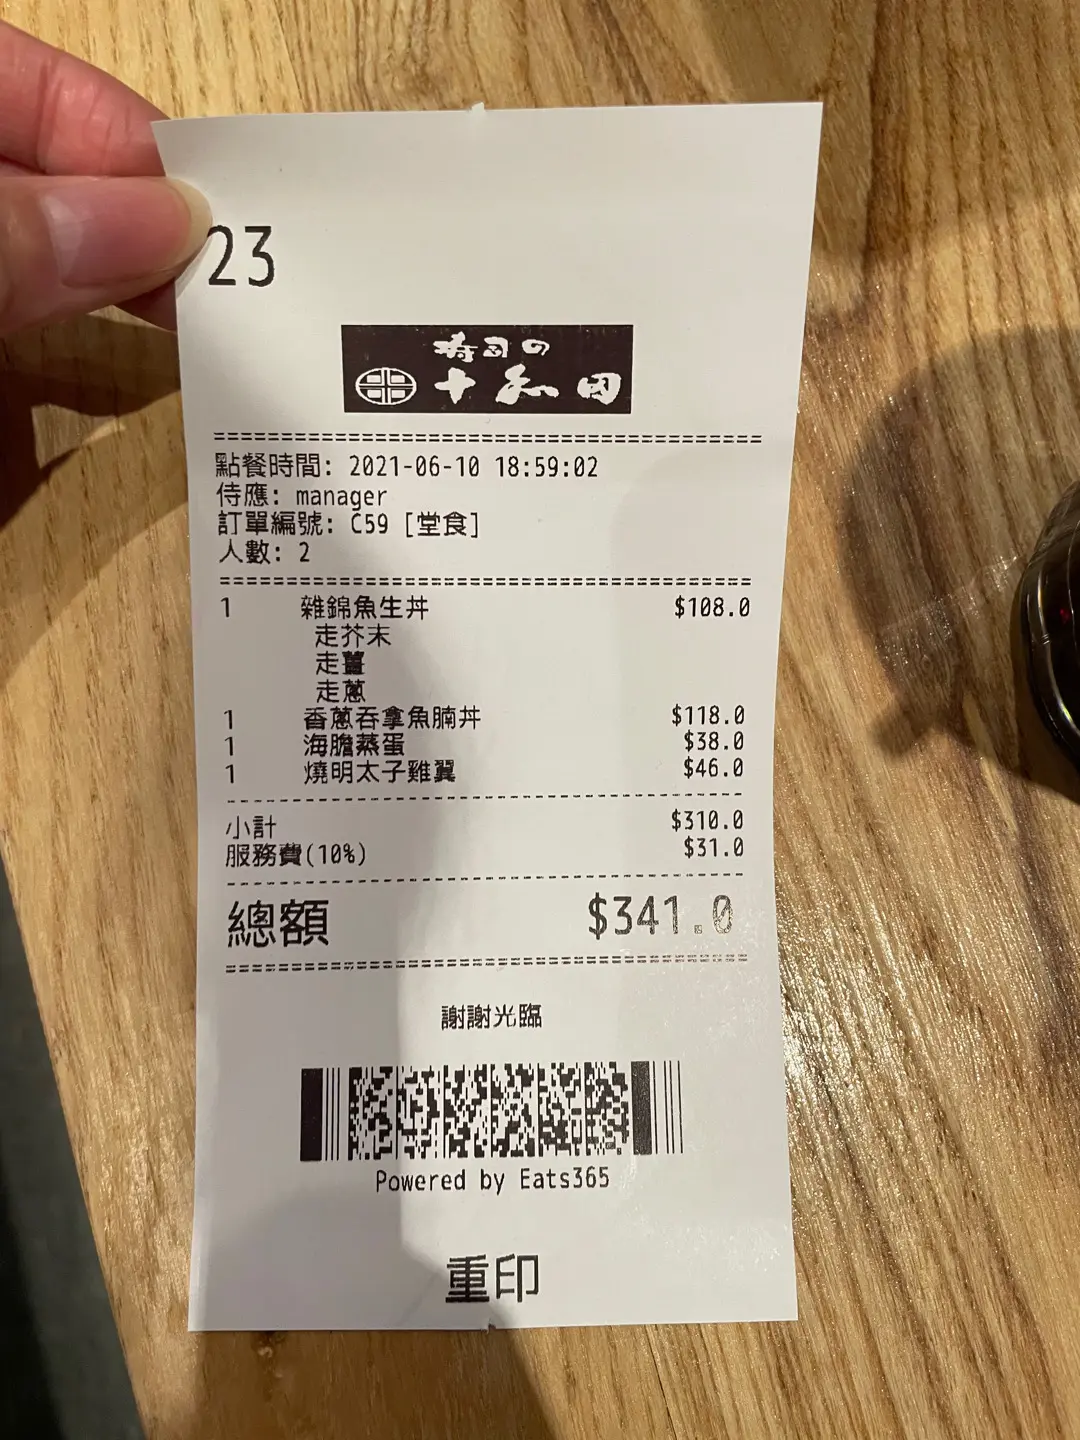 23
寿司の
十和田
點餐時間: 2021-06-10 18:59:02
侍應: manager
訂單編號: C59 [堂食]
人數: 2
1 雜錦魚生丼 $108.0
走芥末
走薑
走蔥
1 香蔥吞拿魚腩丼 $118.0
1 海膽蒸蛋 $38.0
1 燒明太子雞翼 $46.0
小計 $310.0
服務費(10%) $31.0
總額 $341.0
謝謝光臨
Powered by Eats365
重印